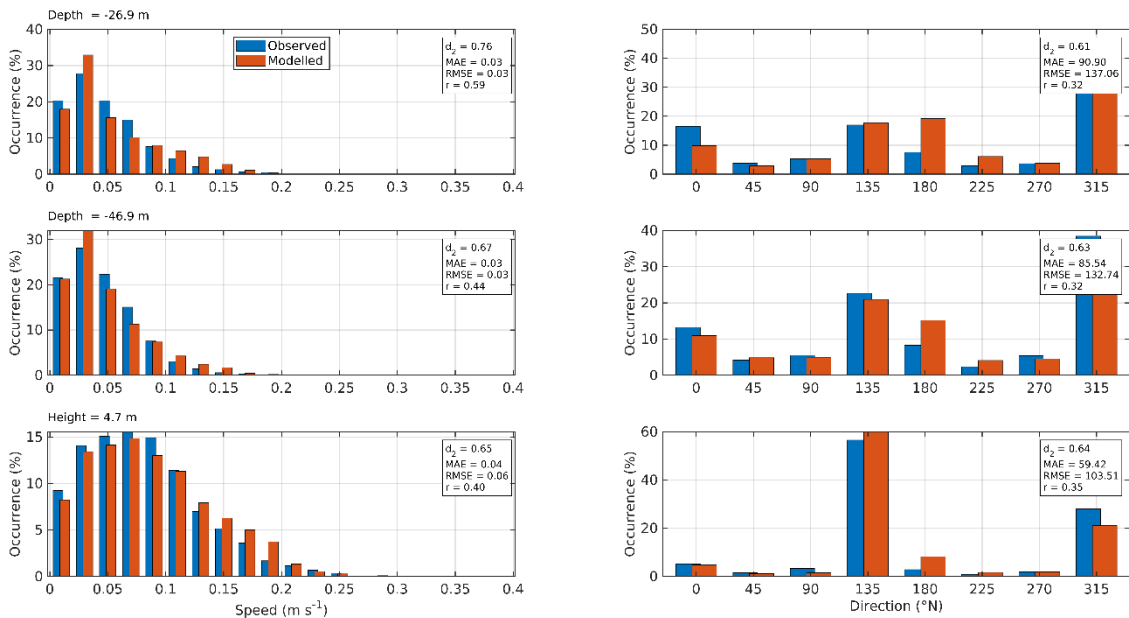 Depth = -26.9 m
Occurrence (%)
40
30
20
10
0
Observed
Modelled
d2 = 0.76
MAE = 0.03
RMSE = 0.03
r = 0.59
0 0.05 0.1 0.15 0.2 0.25 0.3 0.35 0.4
Occurrence (%)
50
40
30
20
10
0
d2 = 0.61
MAE = 90.90
RMSE = 137.06
r = 0.32
0 45 90 135 180 225 270 315
Depth = -46.9 m
Occurrence (%)
30
20
10
0
d2 = 0.67
MAE = 0.03
RMSE = 0.03
r = 0.44
0 0.05 0.1 0.15 0.2 0.25 0.3 0.35 0.4
Occurrence (%)
40
30
20
10
0
d2 = 0.63
MAE = 85.54
RMSE = 132.74
r = 0.32
0 45 90 135 180 225 270 315
Height = 4.7 m
Occurrence (%)
15
10
5
0
d2 = 0.65
MAE = 0.04
RMSE = 0.06
r = 0.40
0 0.05 0.1 0.15 0.2 0.25 0.3 0.35 0.4
Speed (m s-1)
Occurrence (%)
60
40
20
0
d2 = 0.64
MAE = 59.42
RMSE = 103.51
r = 0.35
0 45 90 135 180 225 270 315
Direction (°N)